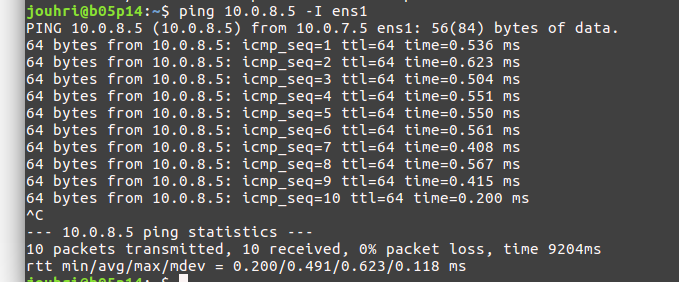 jouhri@b05p14:~$ ping 10.0.8.5 -I ens1
PING 10.0.8.5 (10.0.8.5) from 10.0.7.5 ens1: 56(84) bytes of data.
64 bytes from 10.0.8.5: icmp_seq=1 ttl=64 time=0.536 ms
64 bytes from 10.0.8.5: icmp_seq=2 ttl=64 time=0.623 ms
64 bytes from 10.0.8.5: icmp_seq=3 ttl=64 time=0.504 ms
64 bytes from 10.0.8.5: icmp_seq=4 ttl=64 time=0.551 ms
64 bytes from 10.0.8.5: icmp_seq=5 ttl=64 time=0.550 ms
64 bytes from 10.0.8.5: icmp_seq=6 ttl=64 time=0.561 ms
64 bytes from 10.0.8.5: icmp_seq=7 ttl=64 time=0.408 ms
64 bytes from 10.0.8.5: icmp_seq=8 ttl=64 time=0.567 ms
64 bytes from 10.0.8.5: icmp_seq=9 ttl=64 time=0.415 ms
64 bytes from 10.0.8.5: icmp_seq=10 ttl=64 time=0.200 ms
^C
--- 10.0.8.5 ping statistics ---
10 packets transmitted, 10 received, 0% packet loss, time 9204ms
rtt min/avg/max/mdev = 0.200/0.491/0.623/0.118 ms
jouhri@b05p14:~$